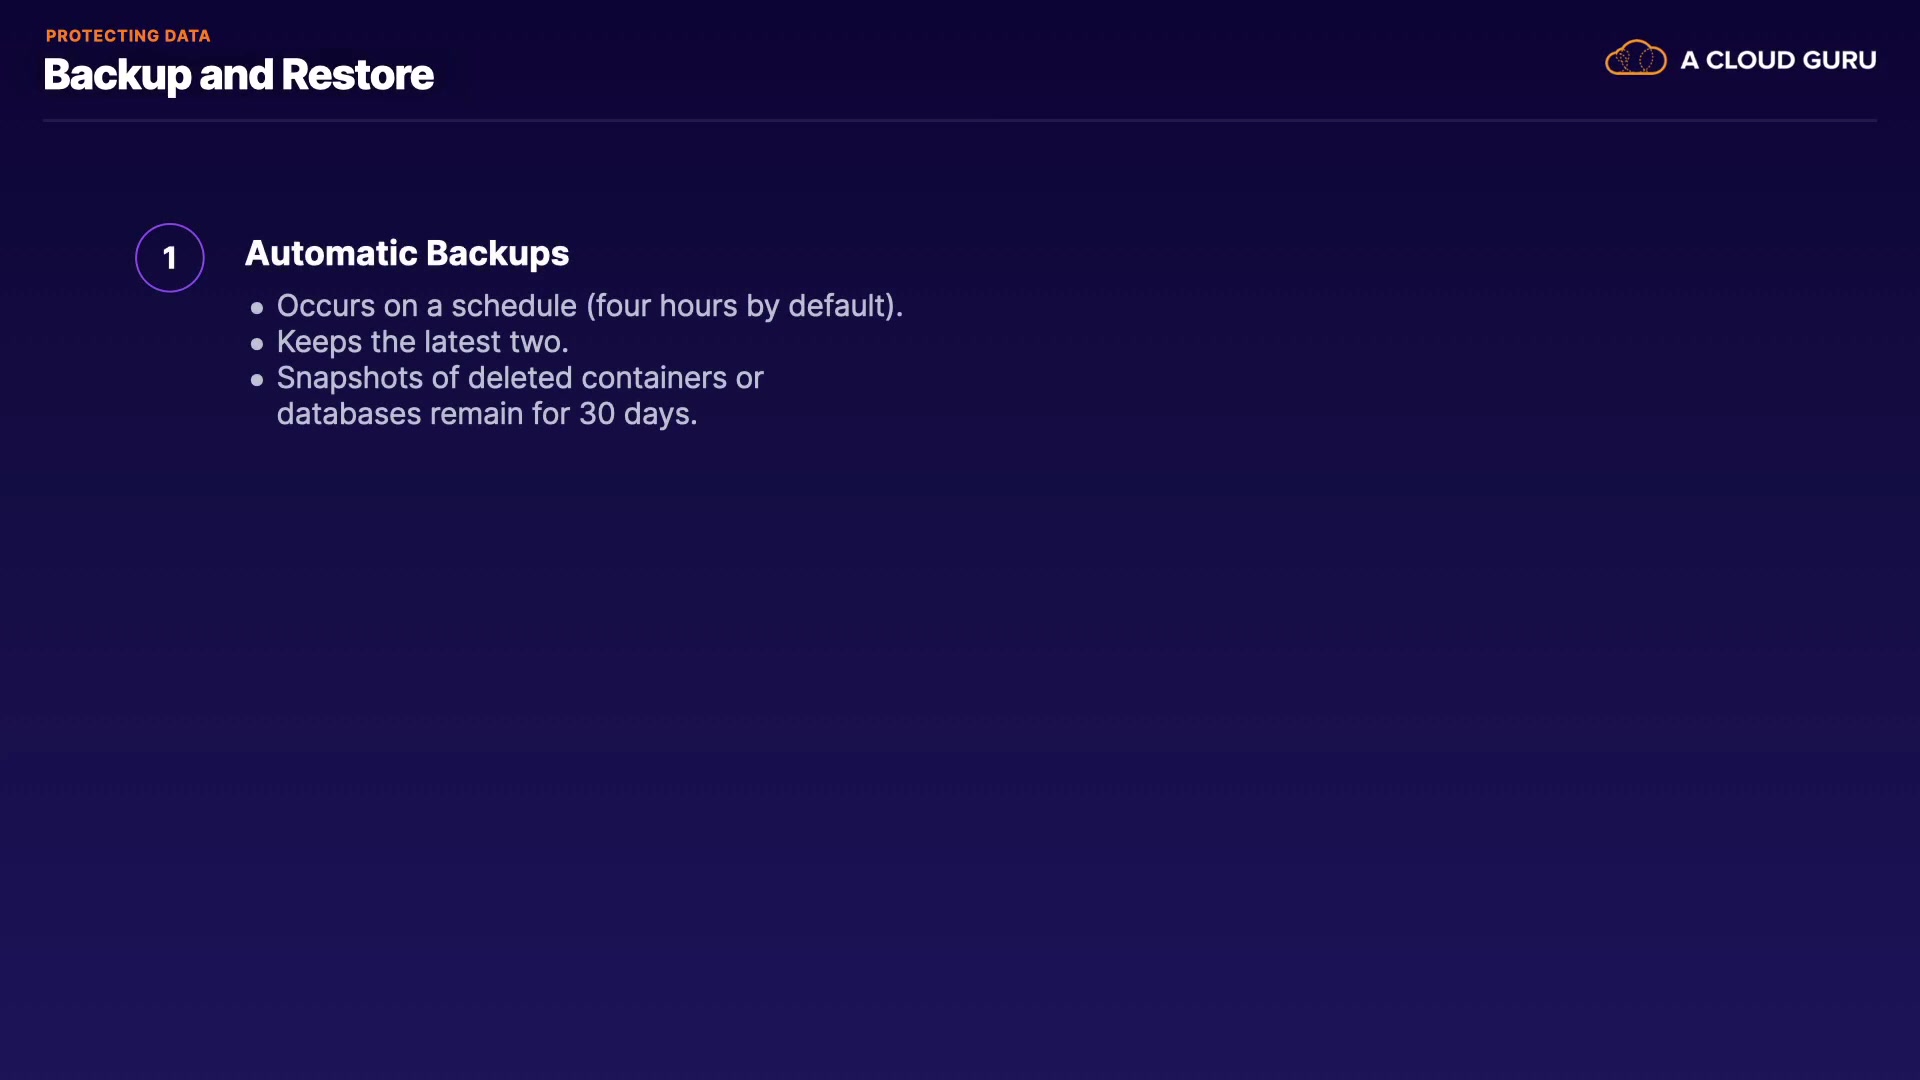 PROTECTING DATA
Backup and Restore
A CLOUD GURU
1
Automatic Backups
• Occurs on a schedule (four hours by default).
• Keeps the latest two.
• Snapshots of deleted containers or
databases remain for 30 days.